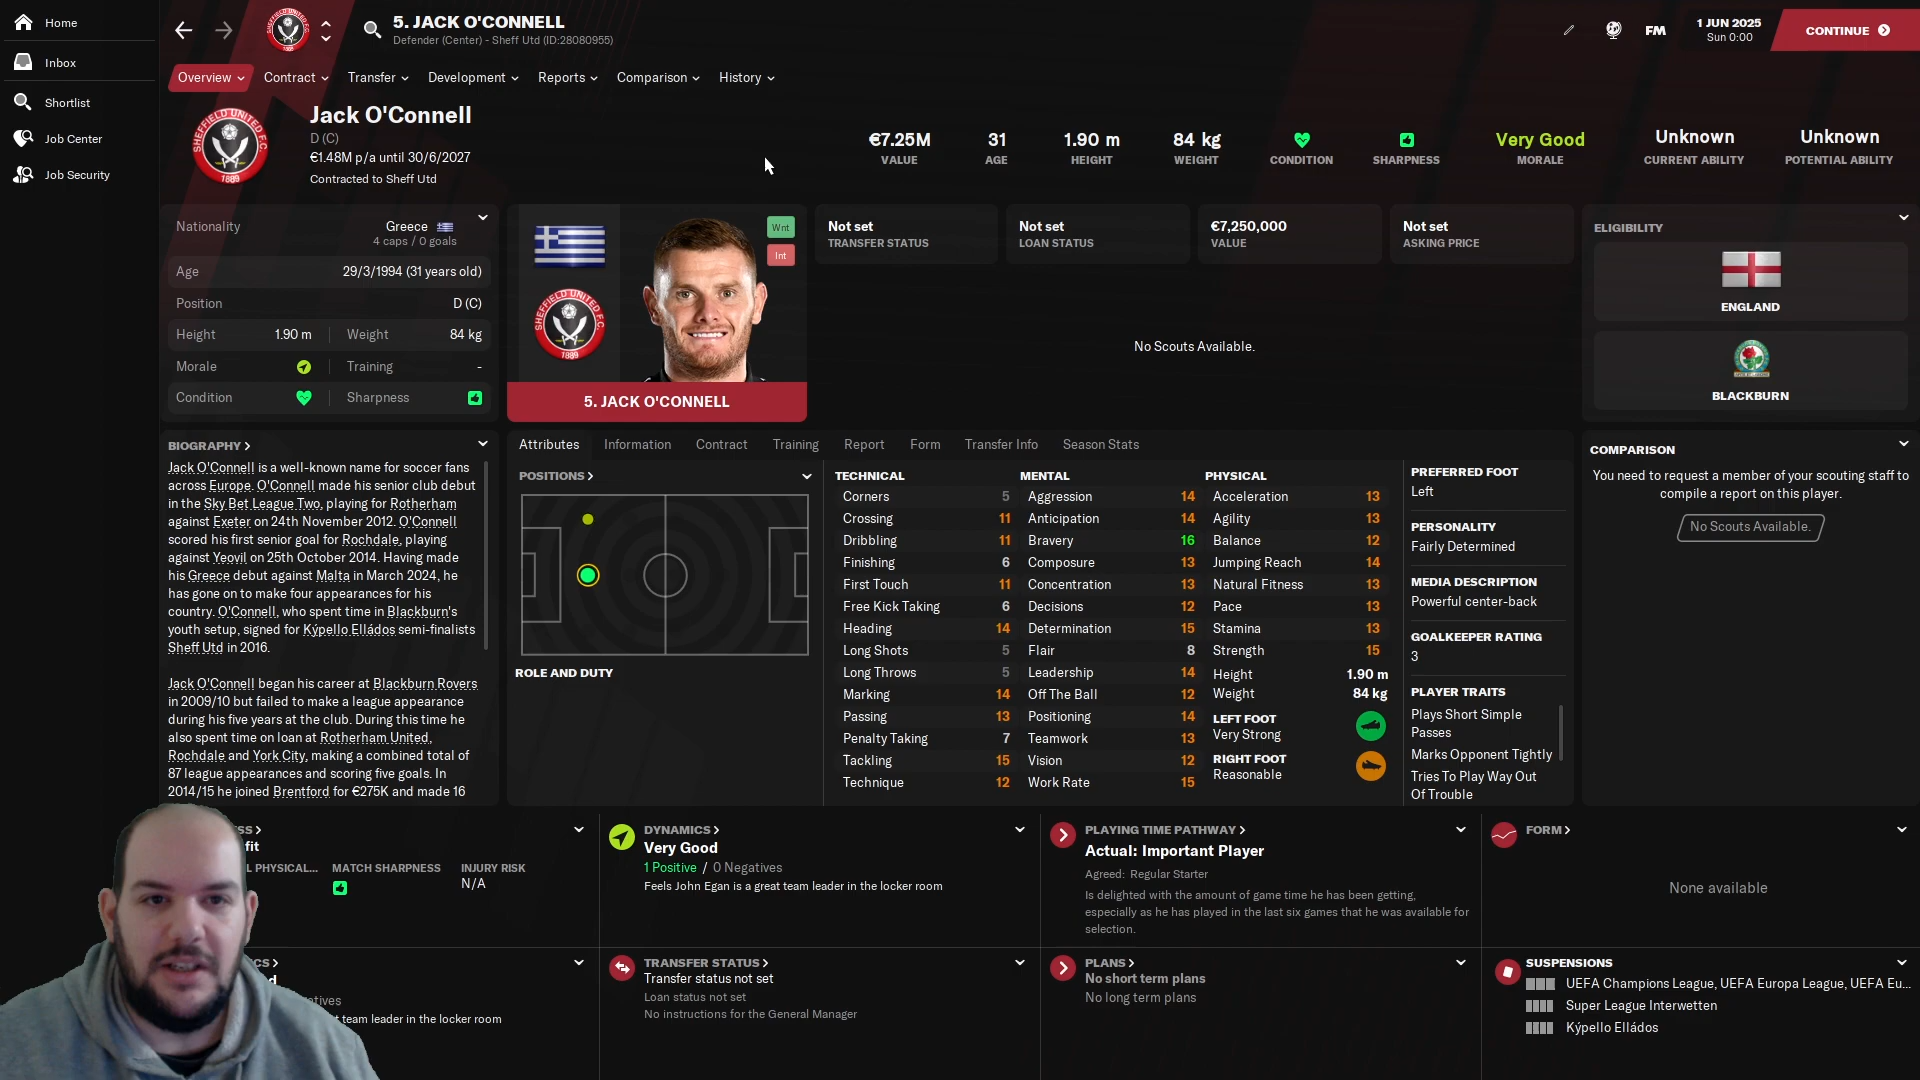 Home
Inbox
Shortlist
Job Center
Job Security
5. JACK O'CONNELL
Defender (Center) - Sheff Utd (ID:28080955)
FM
1 JUN 2025
Sun 0:00
CONTINUE
Overview
Contract
Transfer
Development
Reports
Comparison
History
SHEFFIELD UNITED F.C.
1889
Jack O'Connell
D (C)
€1.48M p/a until 30/6/2027
Contracted to Sheff Utd
€7.25M
VALUE
31
AGE
1.90 m
HEIGHT
84 kg
WEIGHT
CONDITION
SHARPNESS
Very Good
MORALE
Unknown
CURRENT ABILITY
Unknown
POTENTIAL ABILITY
Nationality Greece
4 caps / 0 goals
Age 29/3/1994 (31 years old)
Position D (C)
Height 1.90 m Weight 84 kg
Morale Training -
Condition Sharpness
SHEFFIELD UNITED F.C.
1889
Wnt
Int
5. JACK O'CONNELL
Not set
TRANSFER STATUS
Not set
LOAN STATUS
€7,250,000
VALUE
Not set
ASKING PRICE
No Scouts Available.
ELIGIBILITY
ENGLAND
BLACKBURN
BIOGRAPHY
Jack O'Connell is a well-known name for soccer fans
across Europe. O'Connell made his senior club debut
in the Sky Bet League Two, playing for Rotherham
against Exeter on 24th November 2012. O'Connell
scored his first senior goal for Rochdale, playing
against Yeovil on 25th October 2014. Having made
his Greece debut against Malta in March 2024, he
has gone on to make four appearances for his
country. O'Connell, who spent time in Blackburn's
youth setup, signed for Kýpello Elládos semi-finalists
Sheff Utd in 2016.
Jack O'Connell began his career at Blackburn Rovers
in 2009/10 but failed to make a league appearance
during his five years at the club. During this time he
also spent time on loan at Rotherham United,
Rochdale and York City, making a combined total of
87 league appearances and scoring five goals. In
2014/15 he joined Brentford for €275K and made 16
Attributes
Information
Contract
Training
Report
Form
Transfer Info
Season Stats
POSITIONS
ROLE AND DUTY
TECHNICAL
Corners 5
Crossing 11
Dribbling 11
Finishing 6
First Touch 11
Free Kick Taking 6
Heading 14
Long Shots 5
Long Throws 5
Marking 14
Passing 13
Penalty Taking 7
Tackling 15
Technique 12
MENTAL
Aggression 14
Anticipation 14
Bravery 16
Composure 13
Concentration 13
Decisions 12
Determination 15
Flair 8
Leadership 14
Off The Ball 12
Positioning 14
Teamwork 13
Vision 12
Work Rate 15
PHYSICAL
Acceleration 13
Agility 13
Balance 12
Jumping Reach 14
Natural Fitness 13
Pace 13
Stamina 13
Strength 15
Height 1.90 m
Weight 84 kg
LEFT FOOT
Very Strong
RIGHT FOOT
Reasonable
PREFERRED FOOT
Left
PERSONALITY
Fairly Determined
MEDIA DESCRIPTION
Powerful center-back
GOALKEEPER RATING
3
PLAYER TRAITS
Plays Short Simple
Passes
Marks Opponent Tightly
Tries To Play Way Out
Of Trouble
COMPARISON
You need to request a member of your scouting staff to
compile a report on this player.
No Scouts Available.
SS
fit
L PHYSICAL...
MATCH SHARPNESS
INJURY RISK
N/A
DYNAMICS
Very Good
1 Positive / 0 Negatives
Feels John Egan is a great team leader in the locker room
PLAYING TIME PATHWAY
Actual: Important Player
Agreed: Regular Starter
Is delighted with the amount of game time he has been getting,
especially as he has played in the last six games that he was available for
selection.
FORM
None available
CS
d
atives
team leader in the locker room
TRANSFER STATUS
Transfer status not set
Loan status not set
No instructions for the General Manager
PLANS
No short term plans
No long term plans
SUSPENSIONS
UEFA Champions League, UEFA Europa League, UEFA Eu...
Super League Interwetten
Kýpello Elládos